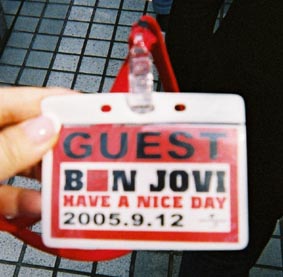 GUEST
BON JOVI
HAVE A NICE DAY
2005.9.12